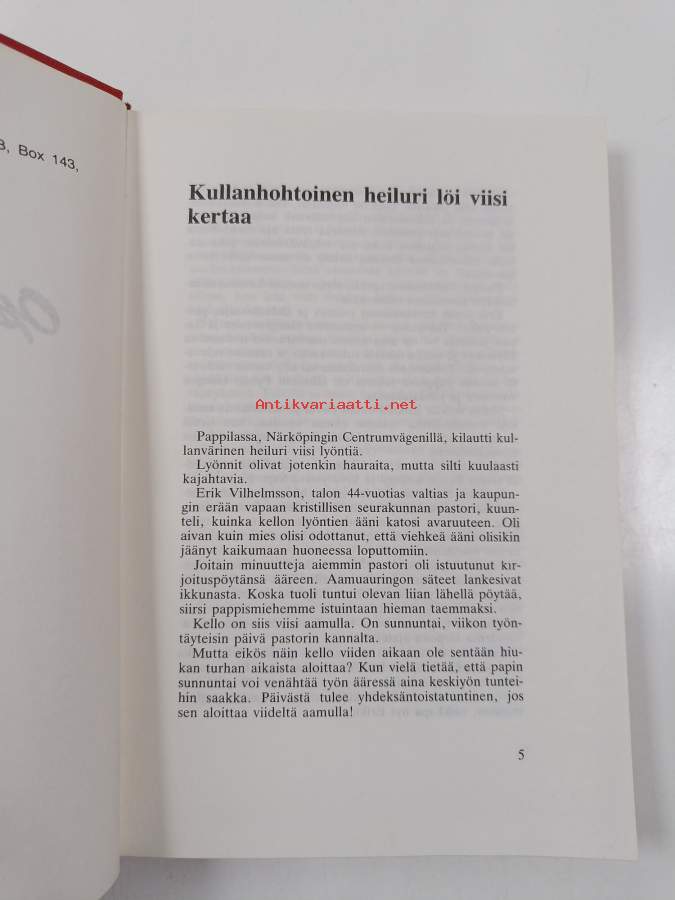 3, Box 143,
Kullanhohtoinen heiluri löi viisi
kertaa
Antikvariaatti.net
Pappilassa, Närköpingin Centrumvägenillä, kilautti kul-
lanvärinen heiluri viisi lyöntiä.
Lyönnit olivat jotenkin hauraita, mutta silti kuulaasti
kajahtavia.
Erik Vilhelmsson, talon 44-vuotias valtias ja kaupun-
gin erään vapaan kristillisen seurakunnan pastori, kuun-
teli, kuinka kellon lyöntien ääni katosi avaruuteen. Oli
aivan kuin mies olisi odottanut, että viehkeä ääni olisikin
jäänyt kaikumaan huoneessa loputtomiin.
Joitain minuutteja aiemmin pastori oli istuutunut kir-
joituspöytänsä ääreen. Aamuauringon säteet lankesivat
ikkunasta. Koska tuoli tuntui olevan liian lähellä pöytää,
siirsi pappismiehemme istuintaan hieman taemmaksi.
Kello on siis viisi aamulla. On sunnuntai, viikon työn-
täyteisin päivä pastorin kannalta.
Mutta eikös näin kello viiden aikaan ole sentään hiu-
kan turhan aikaista aloittaa? Kun vielä tietää, että papin
sunnuntai voi venähtää työn ääressä aina keskiyön tuntei-
hin saakka. Päivästä tulee yhdeksäntoistatuntinen, jos
sen aloittaa viideltä aamulla!
5